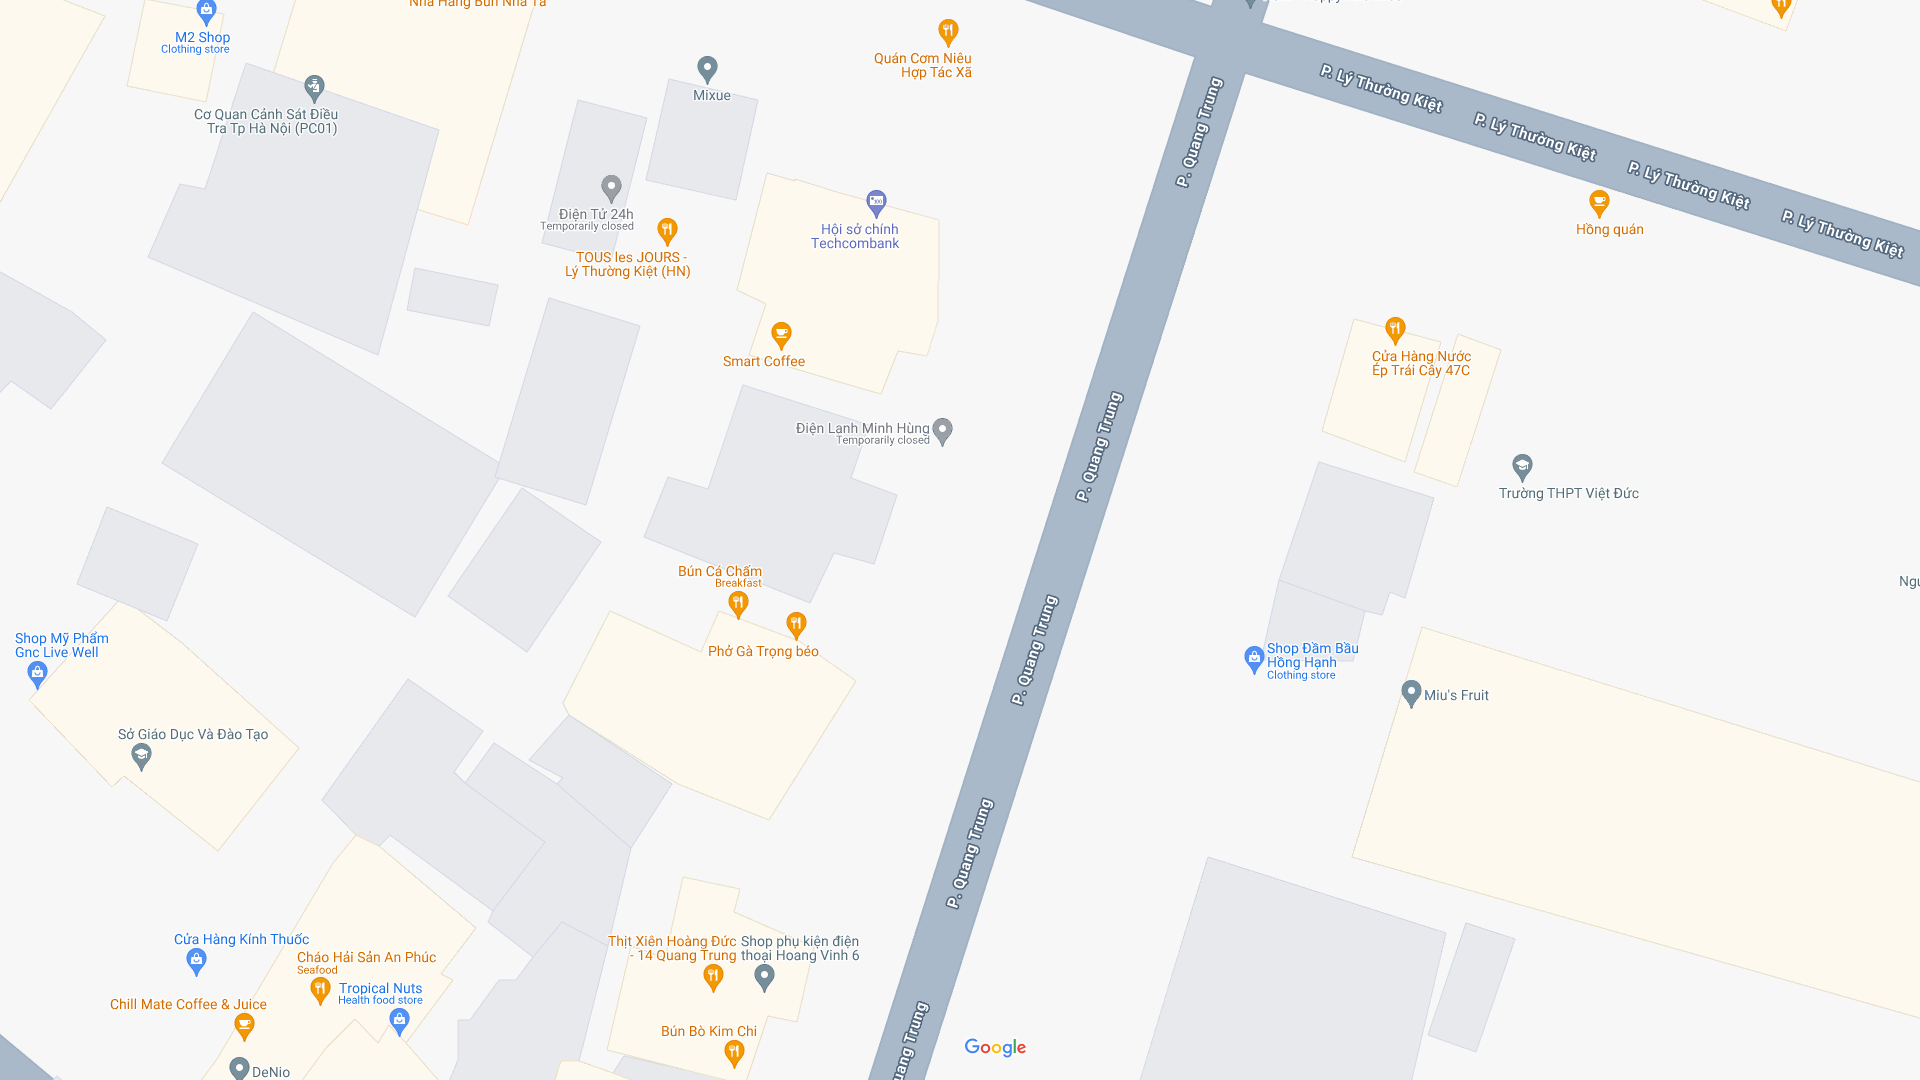 Nhà Hàng Bún Nhà Ta
M2 Shop
Clothing store
Quán Cơm Niêu
Hợp Tác Xã
P. Lý Thường Kiệt
P. Lý Thường Kiệt
P. Lý Thường Kiệt
P. Lý Thường Kiệt
Mixue
Cơ Quan Cảnh Sát Điều
Tra Tp Hà Nội (PC01)
P. Quang Trung
Điện Tử 24h
Temporarily closed
Hội sở chính
Techcombank
Hồng quán
TOUS les JOURS -
Lý Thường Kiệt (HN)
Smart Coffee
Cửa Hàng Nước
Ép Trái Cây 47C
Điện Lạnh Minh Hùng
Temporarily closed
P. Quang Trung
Trường THPT Việt Đức
Bún Cá Chấm
Breakfast
Phở Gà Trọng béo
P. Quang Trung
Shop Mỹ Phẩm
Gnc Live Well
Shop Đầm Bầu
Hồng Hạnh
Clothing store
Miu's Fruit
Sở Giáo Dục Và Đào Tạo
P. Quang Trung
Cửa Hàng Kính Thuốc
Cháo Hải Sản An Phúc
Seafood
Thịt Xiên Hoàng Đức
- 14 Quang Trung
Shop phụ kiện điện
thoại Hoang Vinh 6
Tropical Nuts
Health food store
Chill Mate Coffee & Juice
Bún Bò Kim Chi
DeNio
Quang Trung
Google